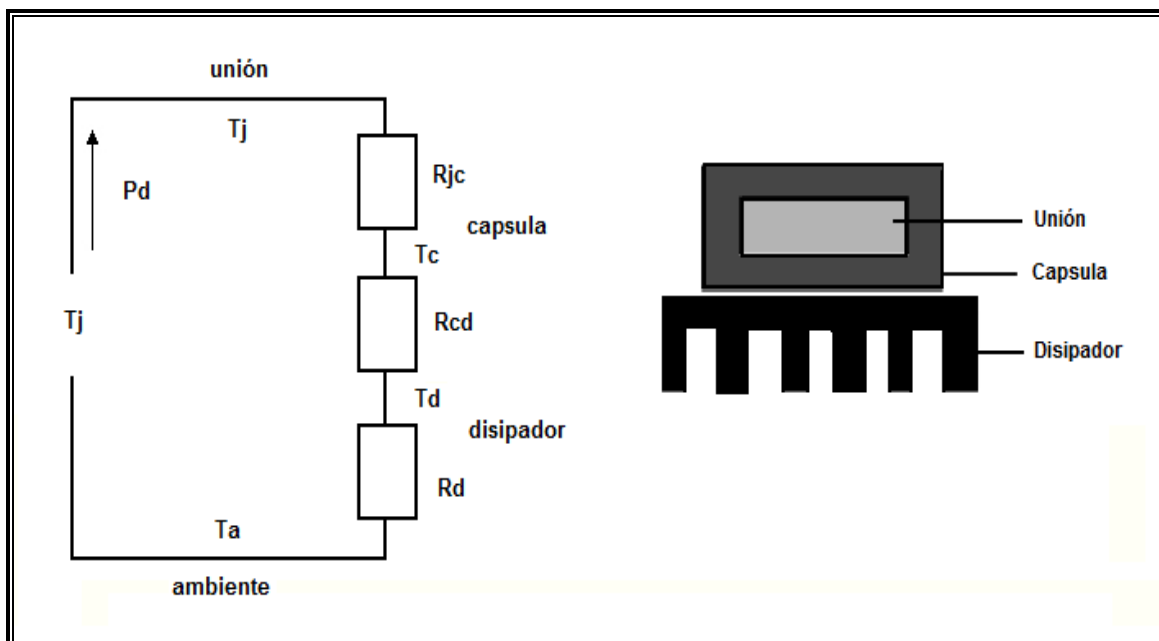 unión
Tj
Pd
Rjc
capsula
Tc
Tj
Rcd
Td
disipador
Rd
Ta
ambiente
Unión
Capsula
Disipador